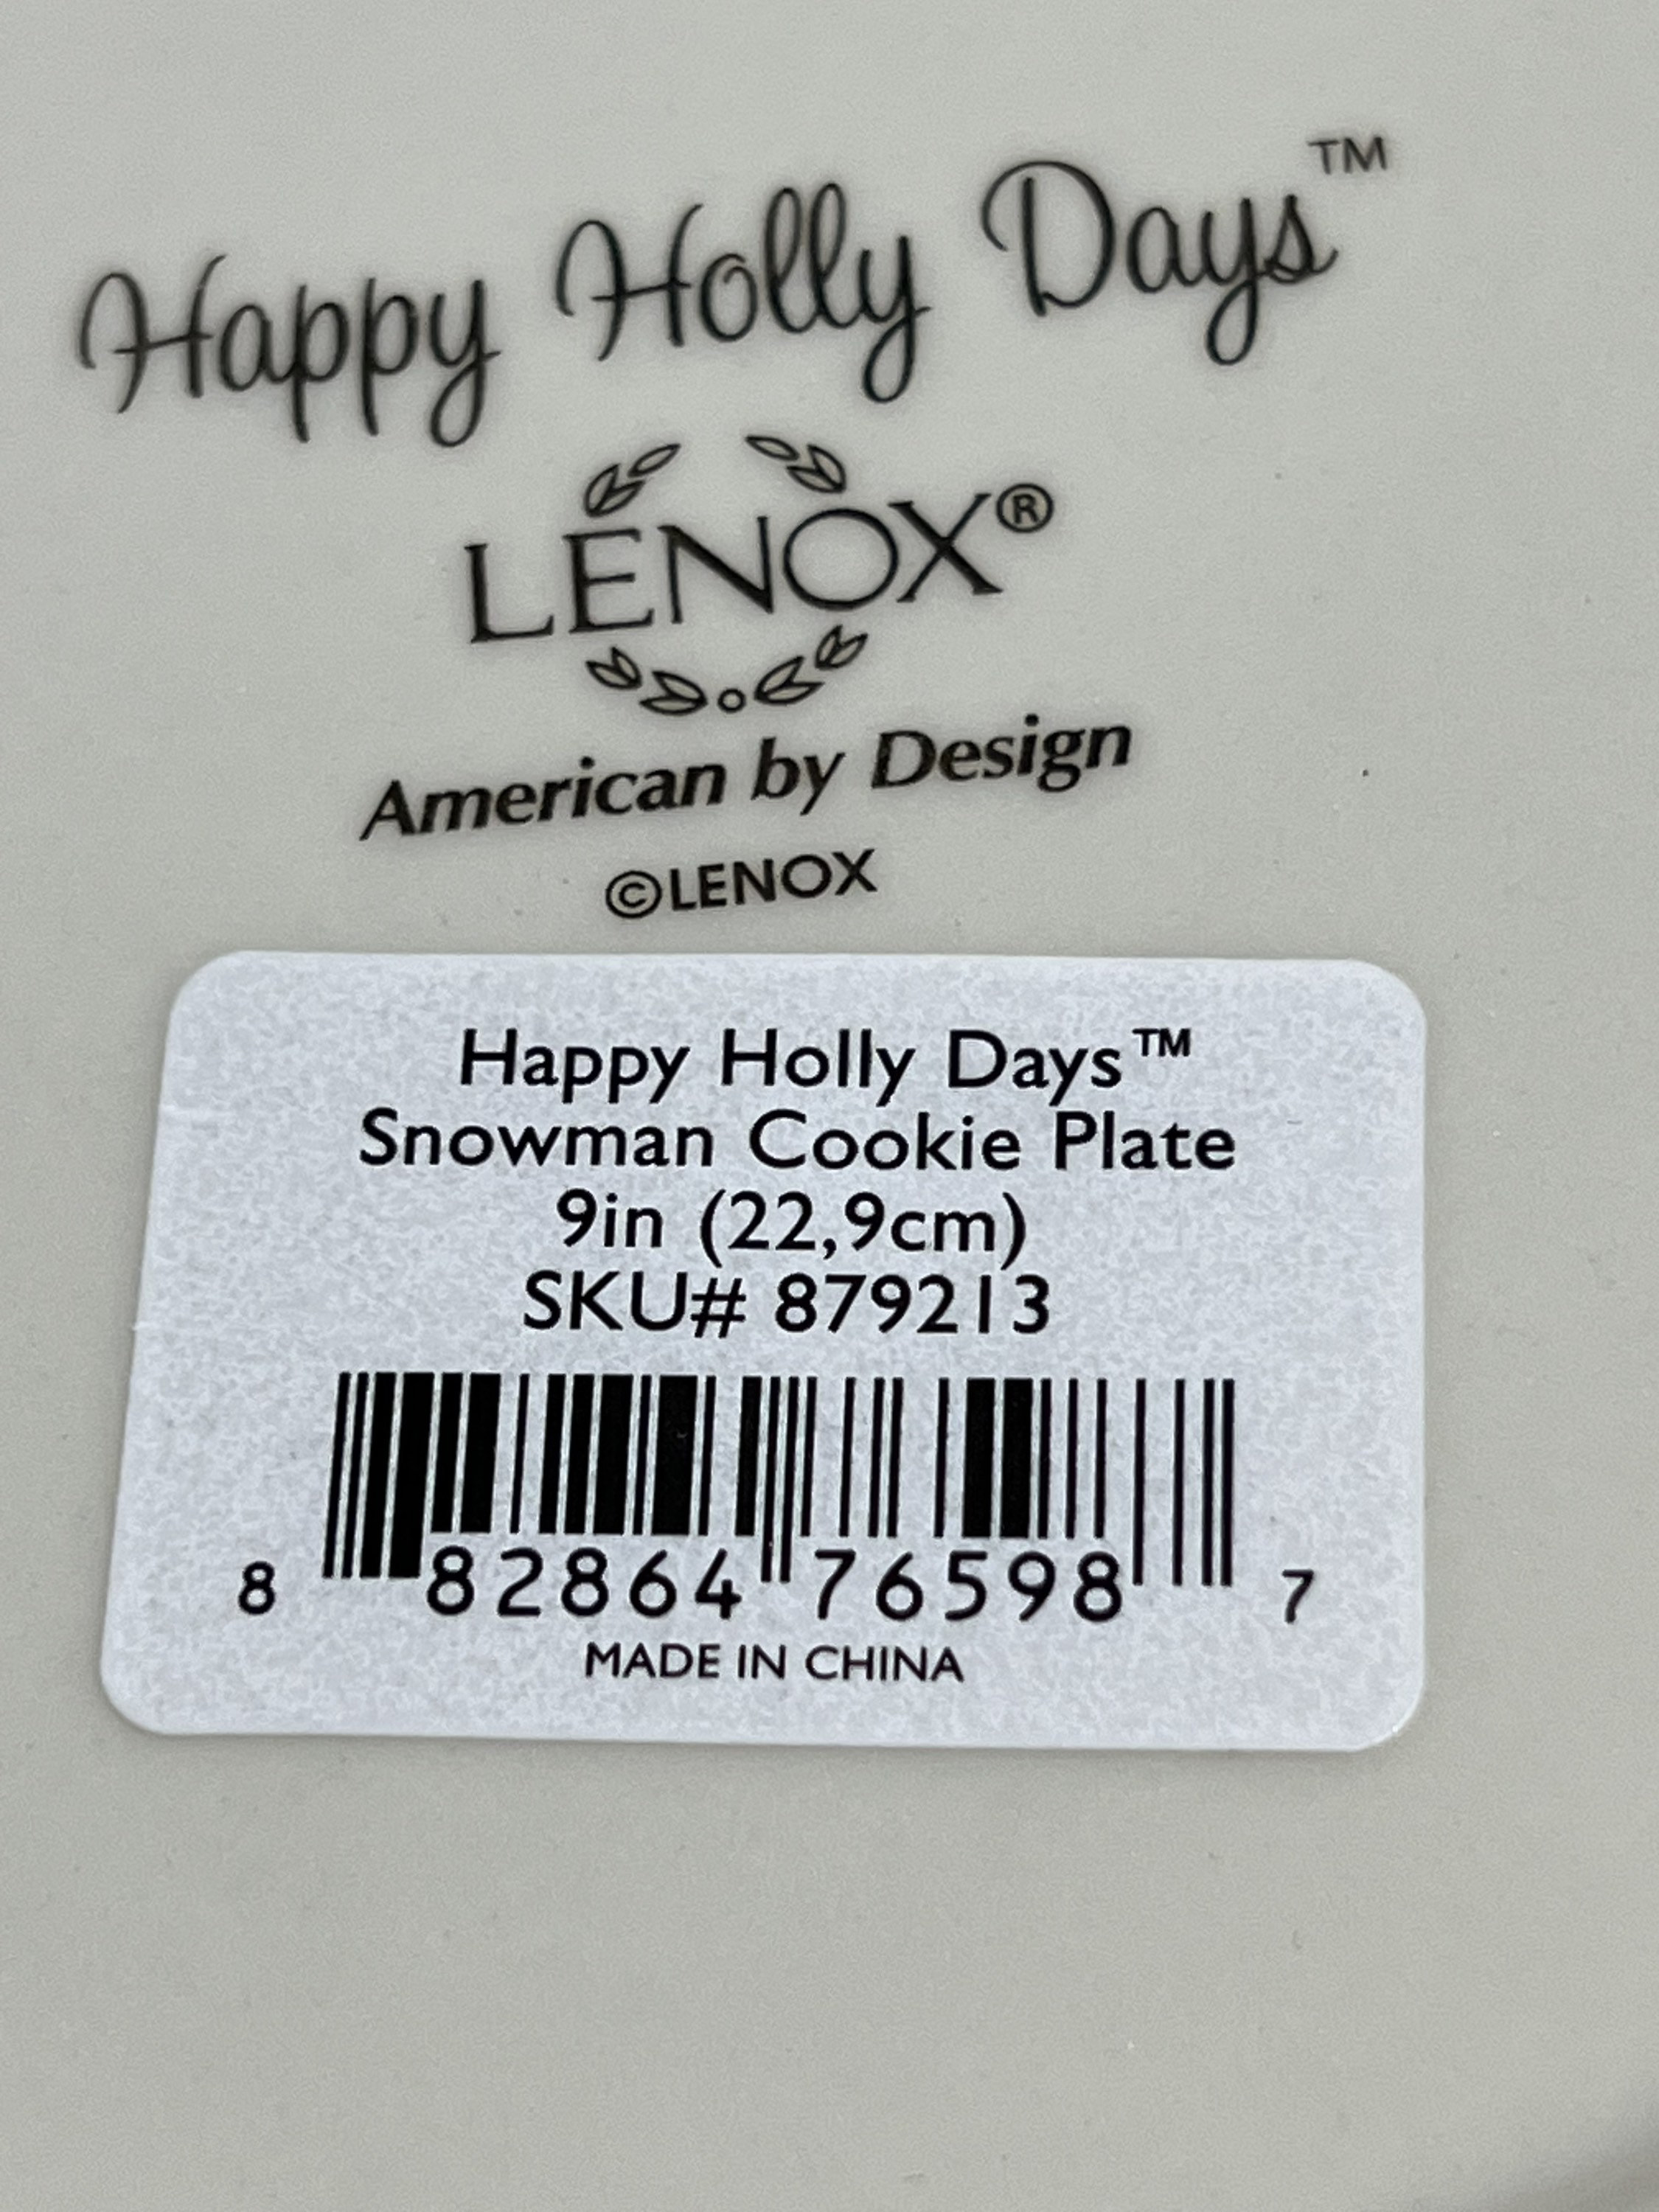 Happy Holly Days™
LENOX®
American by Design
©LENOX
Happy Holly Days™
Snowman Cookie Plate
9in (22,9cm)
SKU# 879213
8 82864 76598 7
MADE IN CHINA